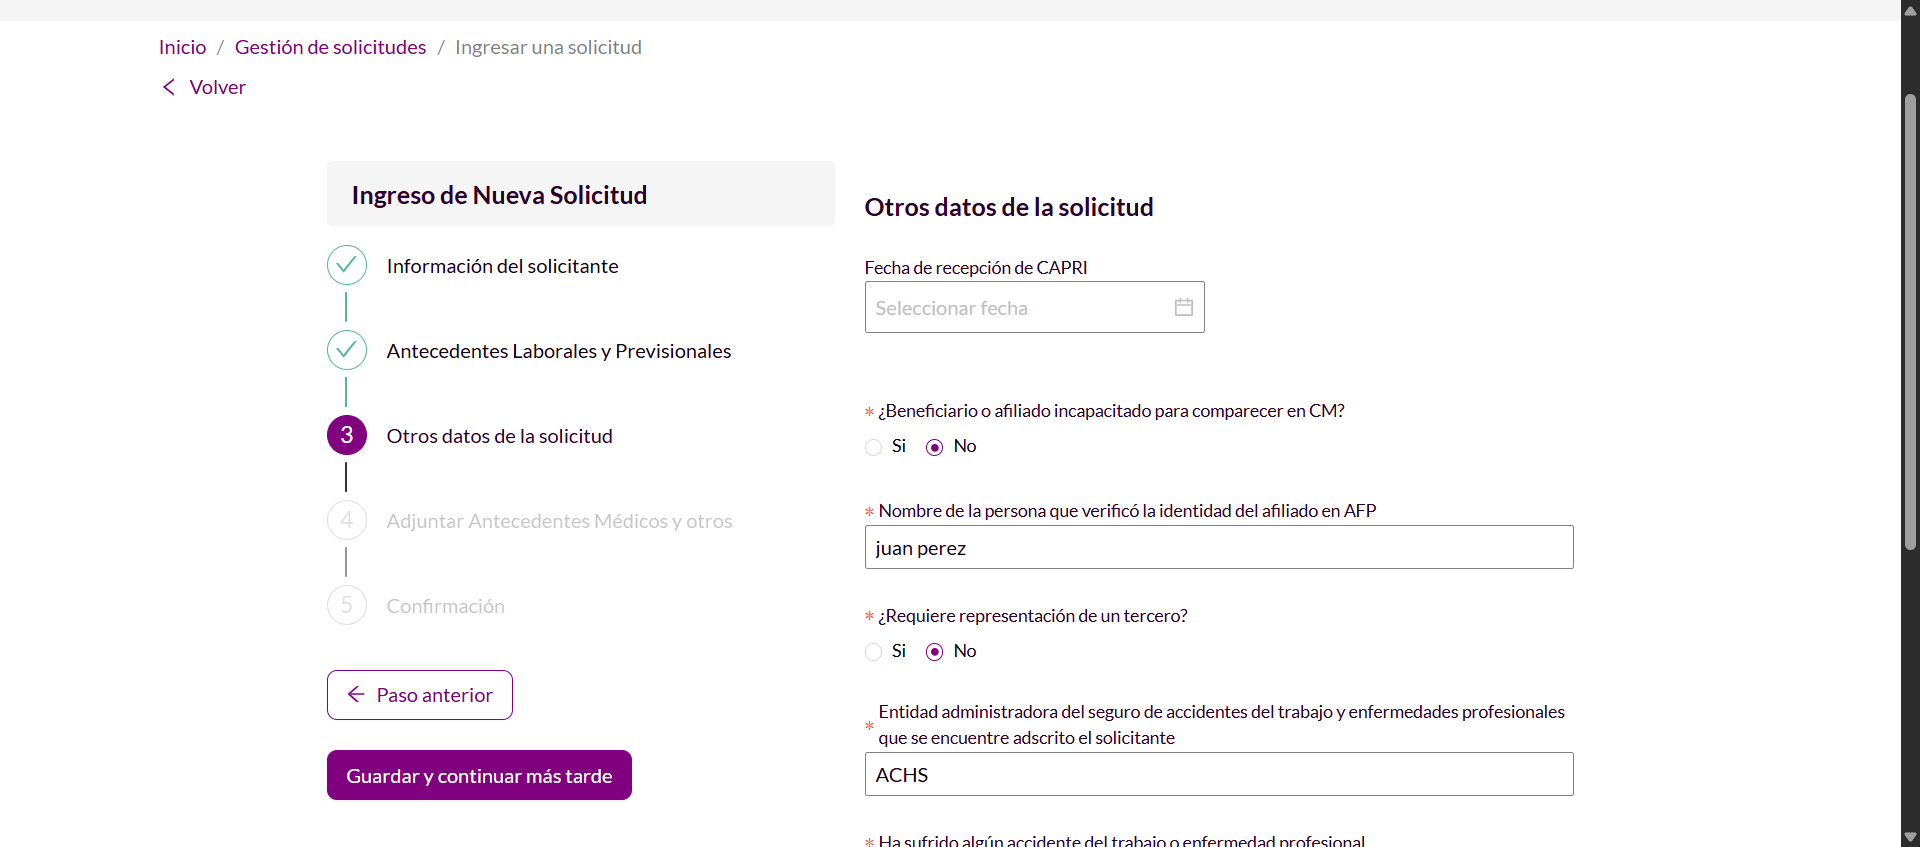 Inicio / Gestión de solicitudes / Ingresar una solicitud
Volver
Ingreso de Nueva Solicitud
Información del solicitante
Antecedentes Laborales y Previsionales
3 Otros datos de la solicitud
4 Adjuntar Antecedentes Médicos y otros
5 Confirmación
Paso anterior
Guardar y continuar más tarde
Otros datos de la solicitud
Fecha de recepción de CAPRI
Seleccionar fecha
* ¿Beneficiario o afiliado incapacitado para comparecer en CM?
Si No
* Nombre de la persona que verificó la identidad del afiliado en AFP
juan perez
* ¿Requiere representación de un tercero?
Si No
* Entidad administradora del seguro de accidentes del trabajo y enfermedades profesionales
que se encuentre adscrito el solicitante
ACHS
* Ha sufrido algún accidente del trabajo o enfermedad profesional